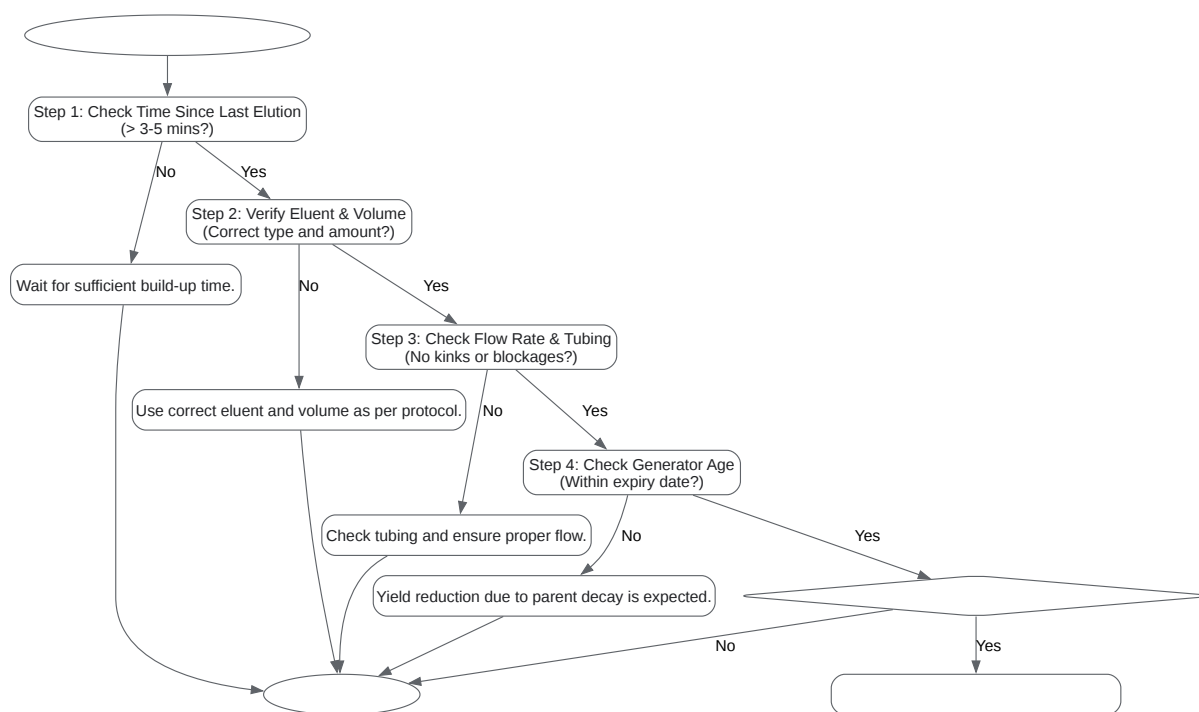 Step 1: Check Time Since Last Elution
(> 3-5 mins?)
No
Yes
Step 2: Verify Eluent & Volume
(Correct type and amount?)
Wait for sufficient build-up time.
No
Yes
Step 3: Check Flow Rate & Tubing
(No kinks or blockages?)
Use correct eluent and volume as per protocol.
No
Yes
Step 4: Check Generator Age
(Within expiry date?)
Check tubing and ensure proper flow.
No
Yes
Yield reduction due to parent decay is expected.
No
Yes